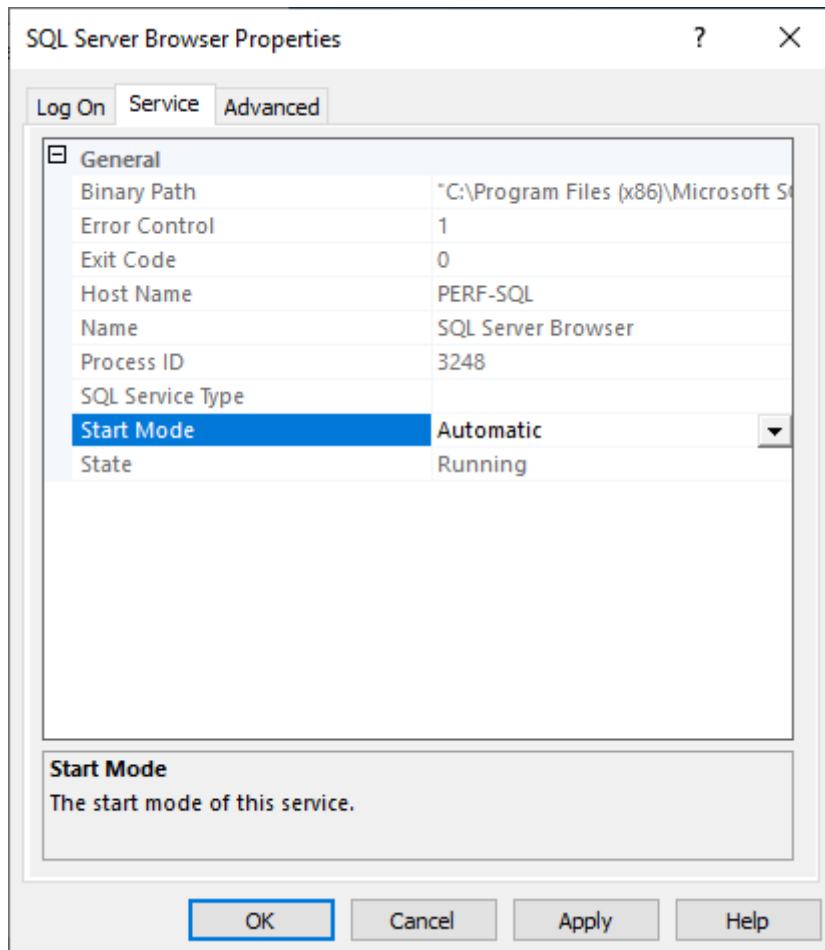 SQL Server Browser Properties
Log On Service Advanced
General
Binary Path "C:\Program Files (x86)\Microsoft
Error Control 1
Exit Code 0
Host Name PERF-SQL
Name SQL Server Browser
Process ID 3248
SQL Service Type
Start Mode Automatic
State Running
Start Mode
The start mode of this service.
OK Cancel Apply Help